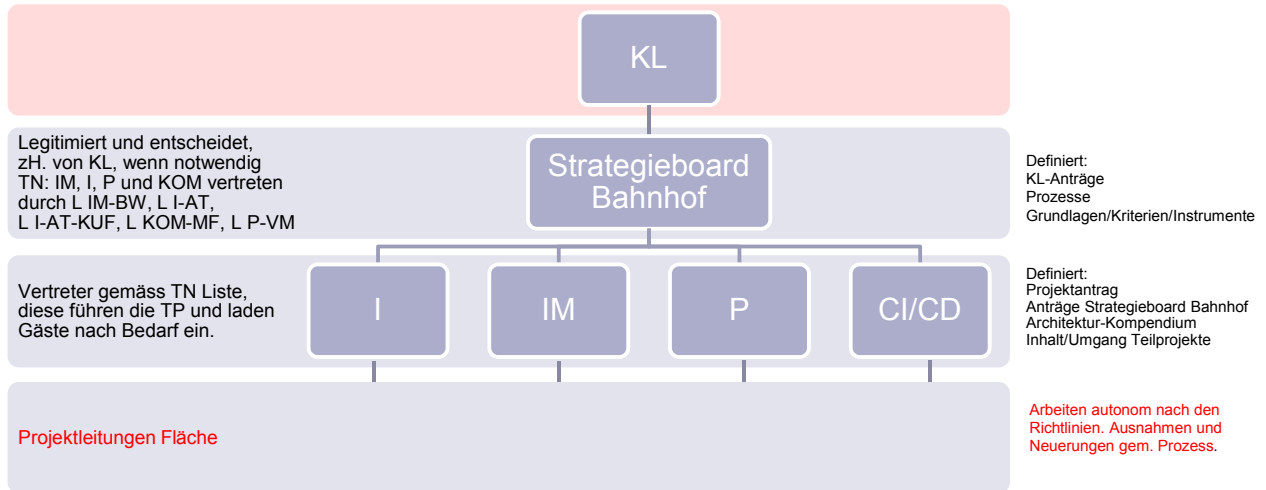 KL
Legitimiert und entscheidet,
zH. von KL, wenn notwendig
TN: IM, I, P und KOM vertreten
durch L IM-BW, L I-AT,
L I-AT-KUF, L KOM-MF, L P-VM
Strategieboard
Bahnhof
Definiert:
KL-Anträge
Prozesse
Grundlagen/Kriterien/Instrumente
Vertreter gemäss TN Liste,
diese führen die TP und laden
Gäste nach Bedarf ein.
I
IM
P
CI/CD
Definiert:
Projektantrag
Anträge Strategieboard Bahnhof
Architektur-Kompendium
Inhalt/Umgang Teilprojekte
Projektleitungen Fläche
Arbeiten autonom nach den
Richtlinien. Ausnahmen und
Neuerungen gem. Prozess.